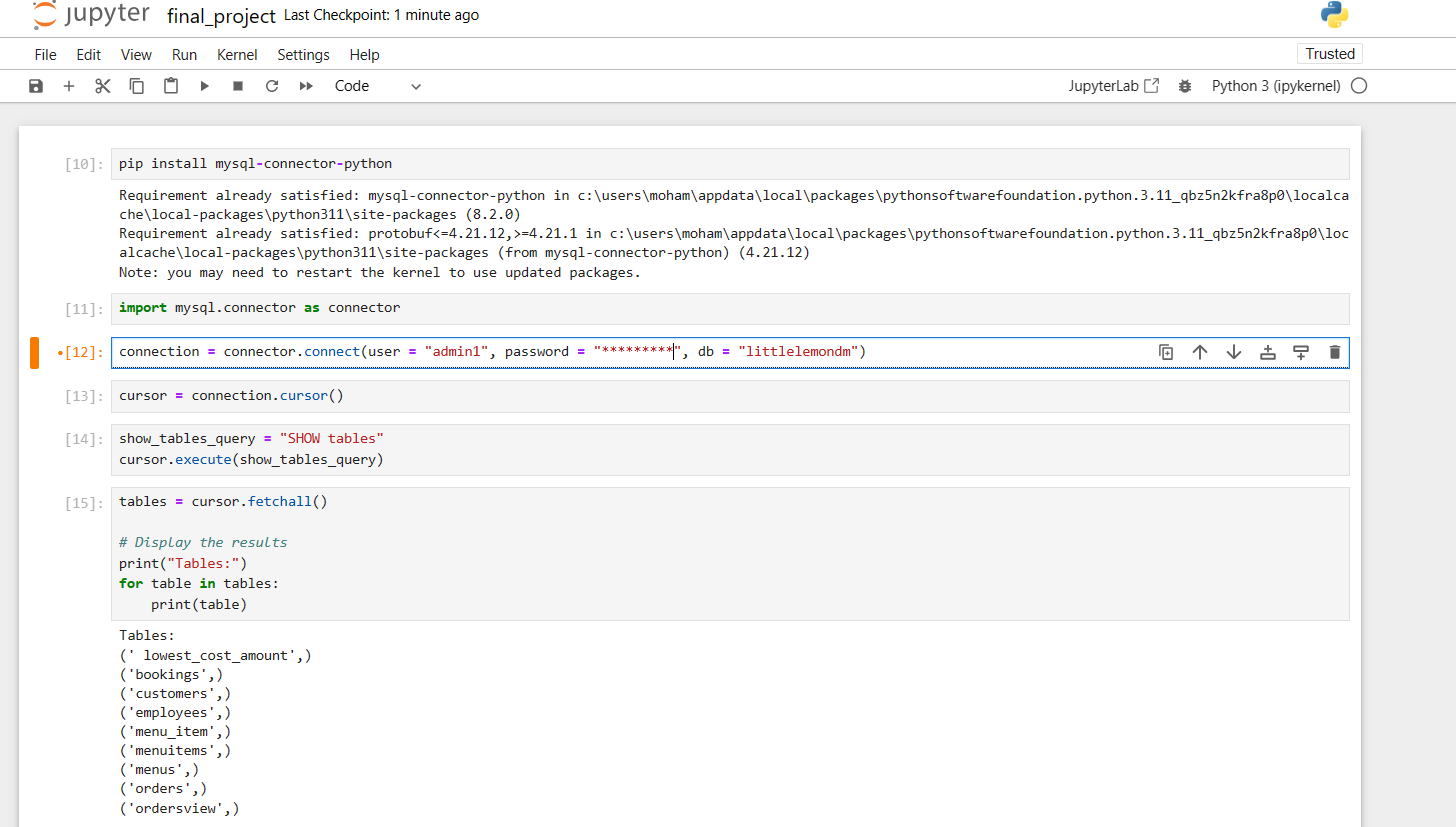 jupyter final_project Last Checkpoint: 1 minute ago
File Edit View Run Kernel Settings Help Trusted
Code JupyterLab Python 3 (ipykernel)
[10]: pip install mysql-connector-python
Requirement already satisfied: mysql-connector-python in c:\users\moham\appdata\local\packages\pythonsoftwarefoundation.python.3.11_qbz5n2kfra8p0\localca
che\local-packages\python311\site-packages (8.2.0)
Requirement already satisfied: protobuf<=4.21.12,>=4.21.1 in c:\users\moham\appdata\local\packages\pythonsoftwarefoundation.python.3.11_qbz5n2kfra8p0\loc
alcache\local-packages\python311\site-packages (from mysql-connector-python) (4.21.12)
Note: you may need to restart the kernel to use updated packages.
[11]: import mysql.connector as connector
•[12]: connection = connector.connect(user = "admin1", password = "*********", db = "littlelemondm")
[13]: cursor = connection.cursor()
[14]: show_tables_query = "SHOW tables"
cursor.execute(show_tables_query)
[15]: tables = cursor.fetchall()
# Display the results
print("Tables:")
for table in tables:
    print(table)
Tables:
(' lowest_cost_amount',)
('bookings',)
('customers',)
('employees',)
('menu_item',)
('menuitems',)
('menus',)
('orders',)
('ordersview',)